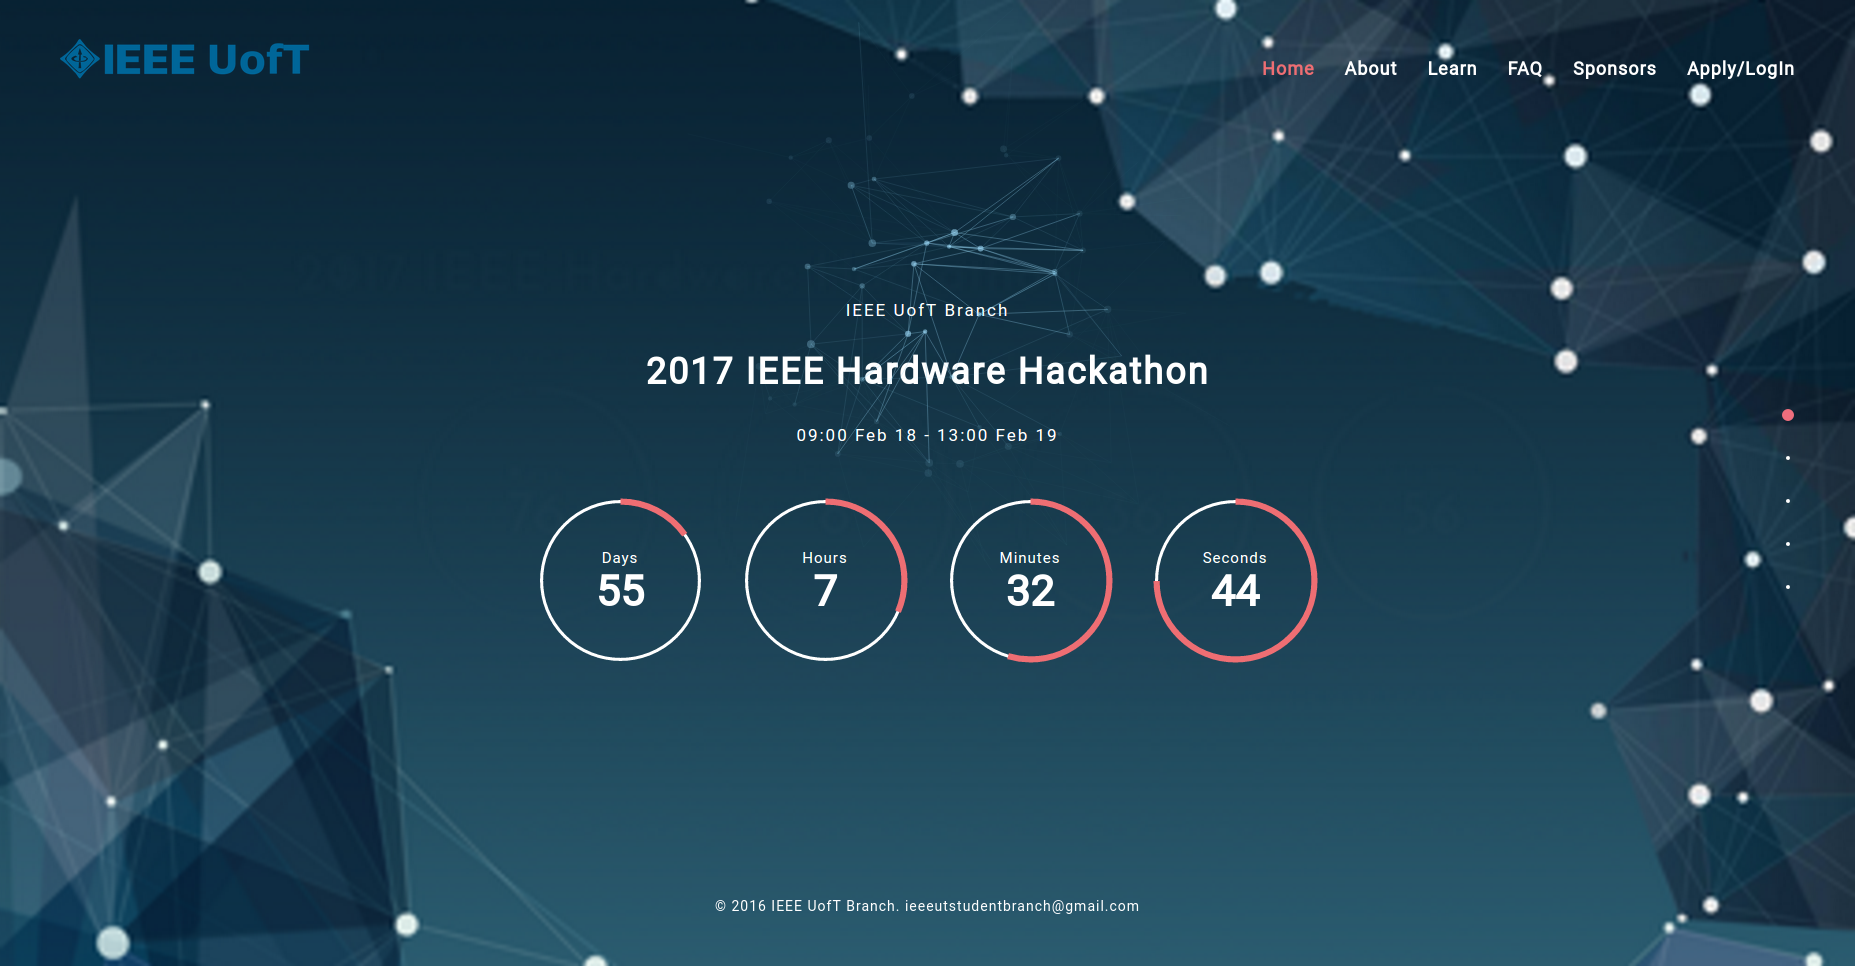 IEEE UofT
Home About Learn FAQ Sponsors Apply/LogIn
IEEE UofT Branch
2017 IEEE Hardware Hackathon
09:00 Feb 18 - 13:00 Feb 19
Days Hours Minutes Seconds
55 7 32 44
© 2016 IEEE UofT Branch. ieeeutstudentbranch@gmail.com